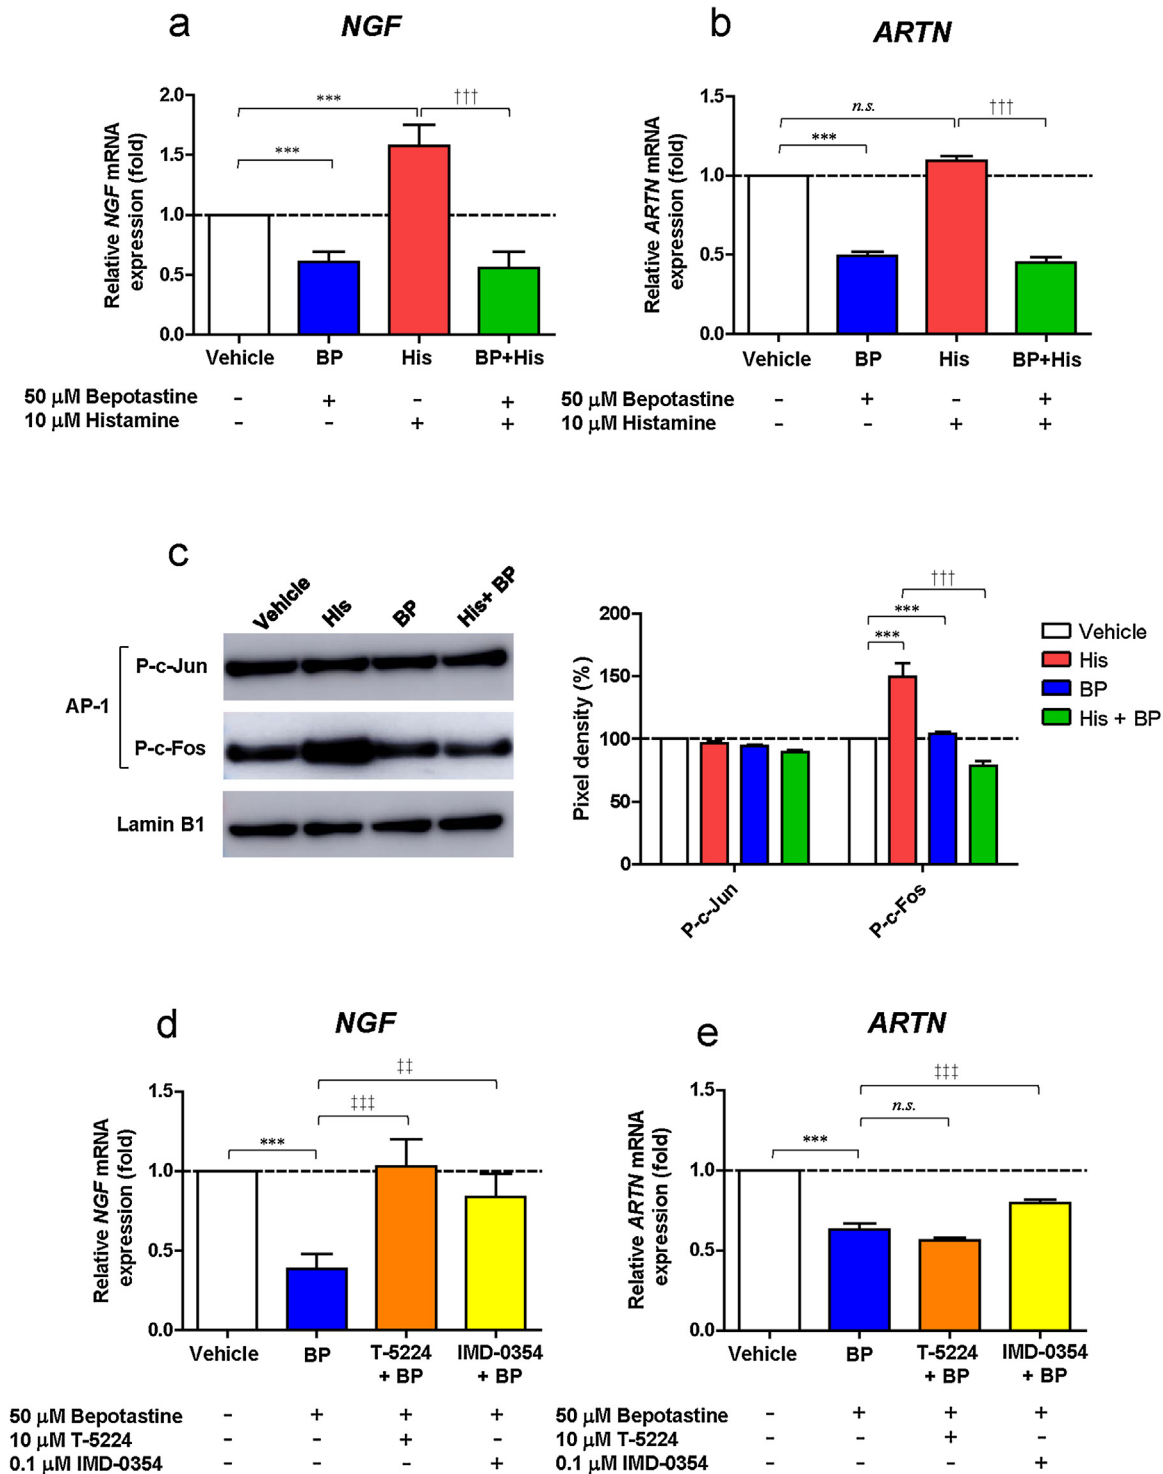 a
NGF
b
ARTN
Relative NGF mRNA
expression (fold)
2.0
1.5
1.0
0.5
0.0
***
***
†††
Vehicle BP His BP+His
50 µM Bepotastine - + - +
10 µM Histamine - - + +
Relative ARTN mRNA
expression (fold)
1.5
1.0
0.5
0.0
n.s.
†††
***
Vehicle BP His BP+His
50 µM Bepotastine - + - +
10 µM Histamine - - + +
c
Vehicle His BP His+ BP
AP-1
P-c-Jun
P-c-Fos
Lamin B1
Pixel density (%)
200
150
100
50
0
†††
***
***
P-c-Jun P-c-Fos
Vehicle
His
BP
His + BP
d
NGF
e
ARTN
Relative NGF mRNA
expression (fold)
1.5
1.0
0.5
0.0
‡‡
‡‡‡
***
Vehicle BP T-5224 IMD-0354
+ BP + BP
50 µM Bepotastine - + + +
10 µM T-5224 - - + -
0.1 µM IMD-0354 - - - +
Relative ARTN mRNA
expression (fold)
1.5
1.0
0.5
0.0
‡‡‡
n.s.
***
Vehicle BP T-5224 IMD-0354
+ BP + BP
50 µM Bepotastine - + + +
10 µM T-5224 - - + -
0.1 µM IMD-0354 - - - +